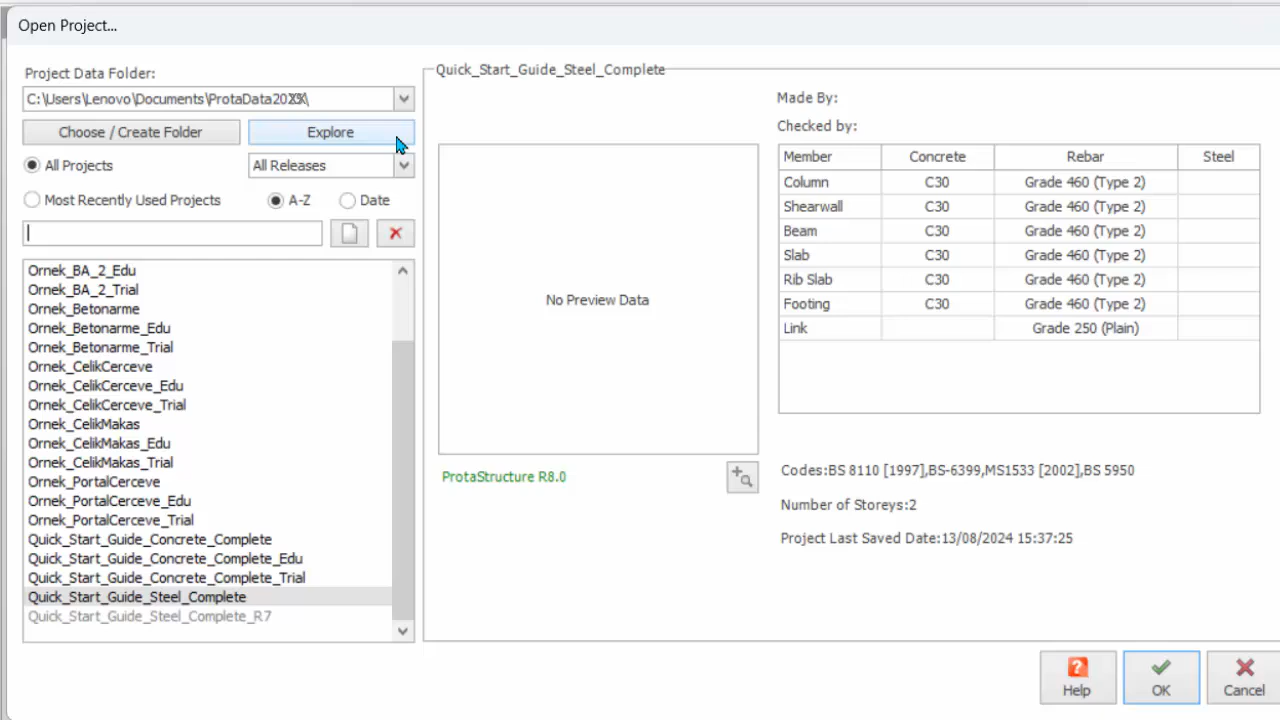 Open Project...
Project Data Folder:
C:\Users\Lenovo\Documents\ProtaData20XX\
Choose / Create Folder
Explore
All Projects
All Releases
Most Recently Used Projects
A-Z
Date
Ornek_BA_2_Edu
Ornek_BA_2_Trial
Ornek_Betonarme
Ornek_Betonarme_Edu
Ornek_Betonarme_Trial
Ornek_CelikCerceve
Ornek_CelikCerceve_Edu
Ornek_CelikCerceve_Trial
Ornek_CelikMakas
Ornek_CelikMakas_Edu
Ornek_CelikMakas_Trial
Ornek_PortalCerceve
Ornek_PortalCerceve_Edu
Ornek_PortalCerceve_Trial
Quick_Start_Guide_Concrete_Complete
Quick_Start_Guide_Concrete_Complete_Edu
Quick_Start_Guide_Concrete_Complete_Trial
Quick_Start_Guide_Steel_Complete
Quick_Start_Guide_Steel_Complete_R7
Quick_Start_Guide_Steel_Complete
No Preview Data
ProtaStructure R8.0
Made By:
Checked by:
Member Concrete Rebar Steel
Column C30 Grade 460 (Type 2)
Shearwall C30 Grade 460 (Type 2)
Beam C30 Grade 460 (Type 2)
Slab C30 Grade 460 (Type 2)
Rib Slab C30 Grade 460 (Type 2)
Footing C30 Grade 460 (Type 2)
Link Grade 250 (Plain)
Codes:BS 8110 [1997],BS-6399,MS1533 [2002],BS 5950
Number of Storeys:2
Project Last Saved Date:13/08/2024 15:37:25
Help
OK
Cancel